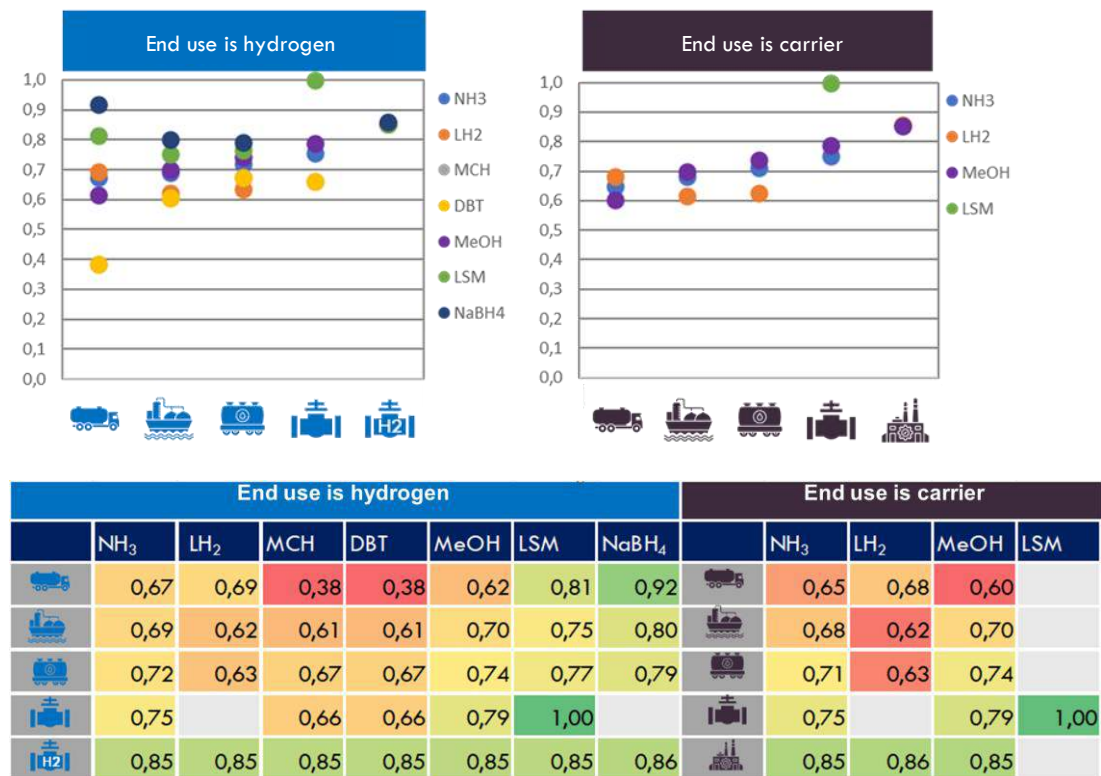 End use is hydrogen
1,0
0,9
0,8
0,7
0,6
0,5
0,4
0,3
0,2
0,1
0,0
NH3
LH2
MCH
DBT
MeOH
LSM
NaBH4
H2
End use is carrier
1,0
0,9
0,8
0,7
0,6
0,5
0,4
0,3
0,2
0,1
0,0
NH3
LH2
MeOH
LSM
End use is hydrogen End use is carrier
NH₃ LH₂ MCH DBT MeOH LSM NaBH₄ NH₃ LH₂ MeOH LSM
0,67 0,69 0,38 0,38 0,62 0,81 0,92 0,65 0,68 0,60
0,69 0,62 0,61 0,61 0,70 0,75 0,80 0,68 0,62 0,70
0,72 0,63 0,67 0,67 0,74 0,77 0,79 0,71 0,63 0,74
0,75 0,66 0,66 0,79 1,00 0,75 0,79 1,00
H2 0,85 0,85 0,85 0,85 0,85 0,85 0,86 0,85 0,86 0,85